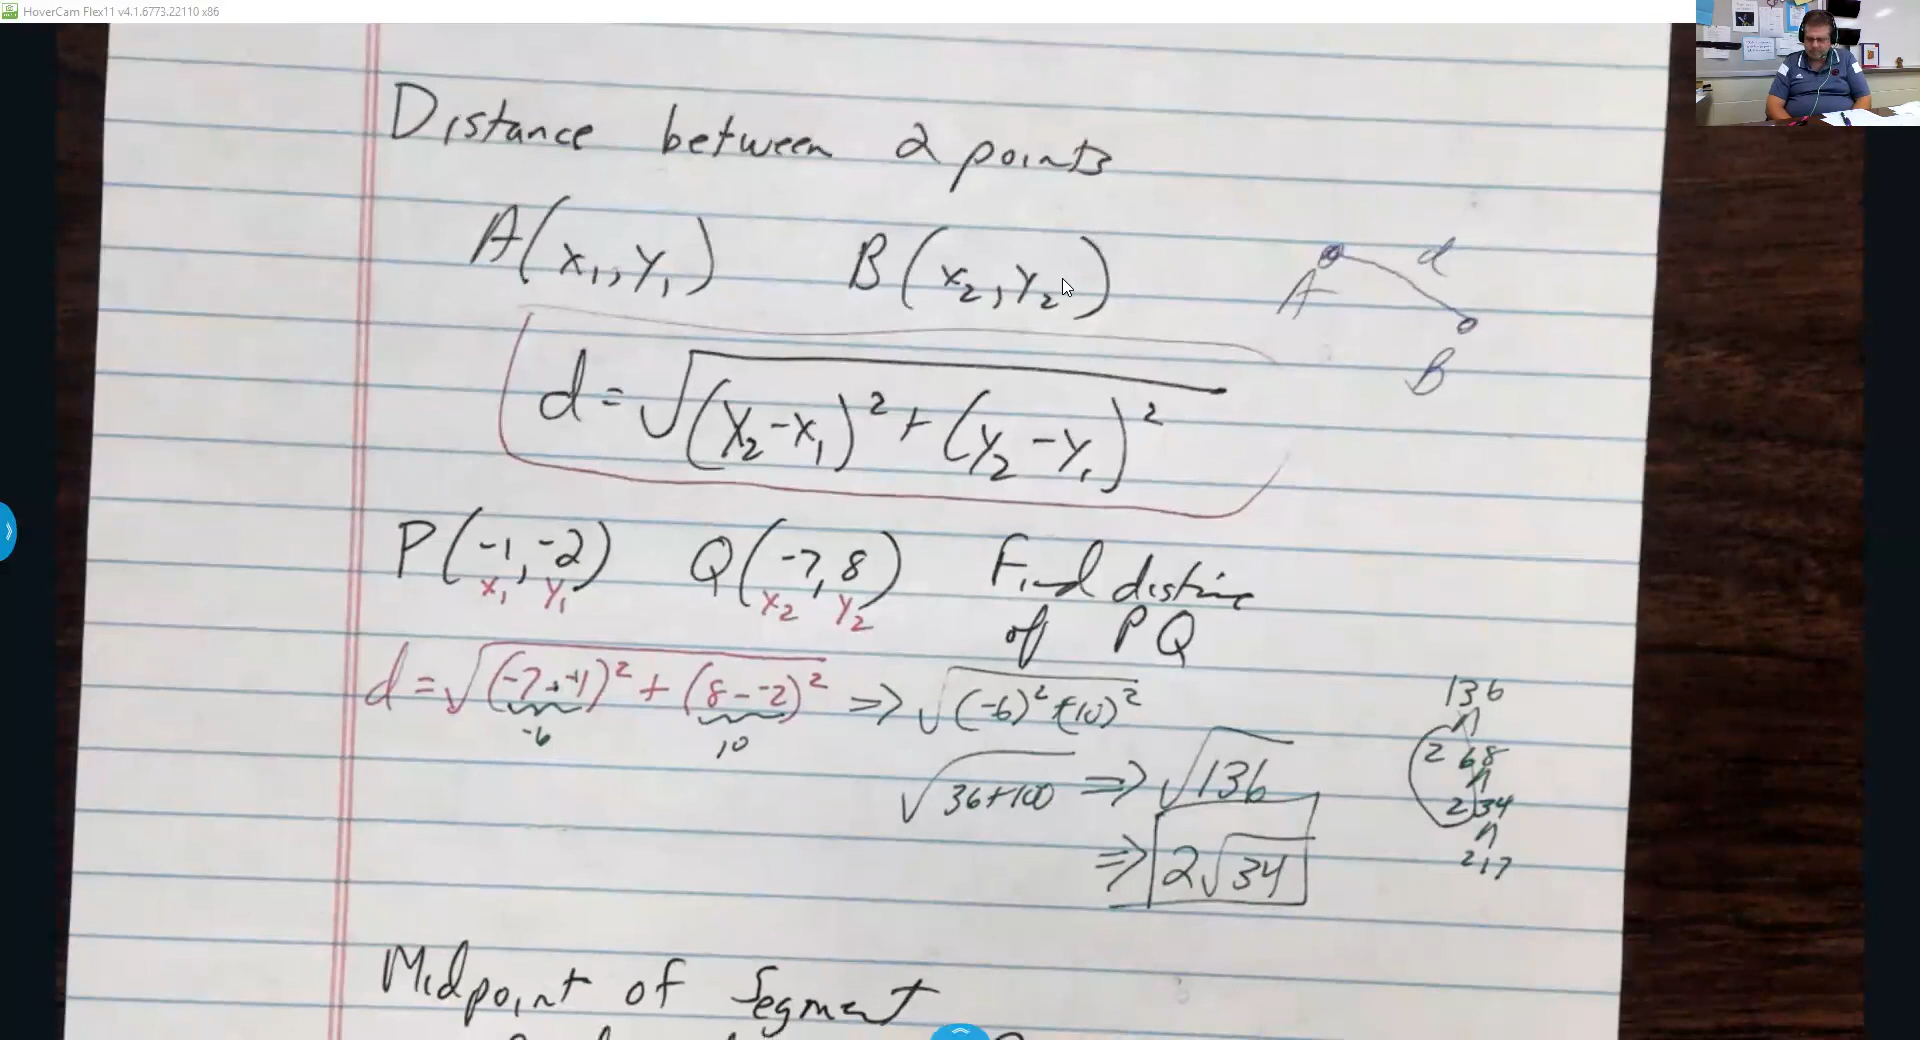 HoverCam Flex11 v4.1.6773.22110 x86
Distance between 2 points
A(x₁, y₁) B(x₂, y₂)
d
A
B
d = √(x₂-x₁)² + (y₂-y₁)²
P(-1, -2) Q(-7, 8) Find
x₁ y₁ x₂ y₂
of PQ
d = √(-7+-1)² + (8--2)² => √(-6)²+(10)²
-6 10
√36+100 => √136
=> 2√34
136
2 68
2 34
2 17
Midpoint of Segment